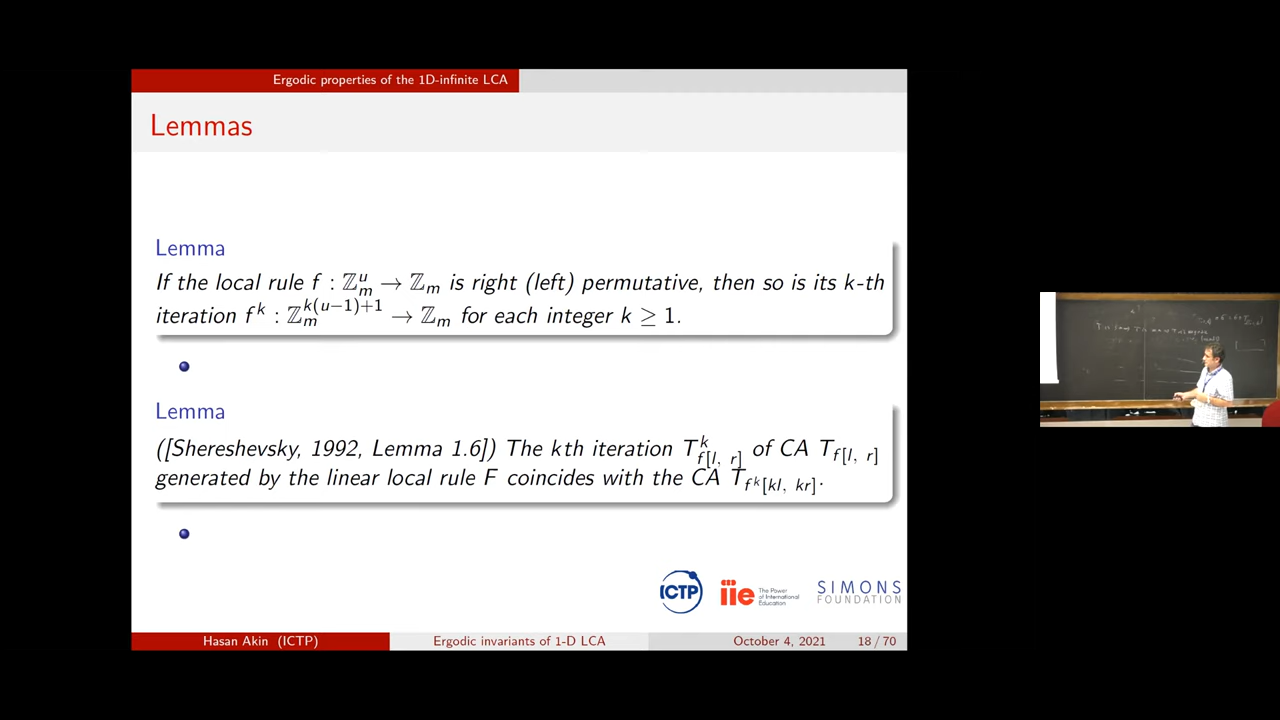 Ergodic properties of the 1D-infinite LCA
Lemmas
Lemma
If the local rule f : ℤ_m^u → ℤ_m is right (left) permutative, then so is its k-th
iteration f^k : ℤ_m^{k(u−1)+1} → ℤ_m for each integer k ≥ 1.
Lemma
([Shereshevsky, 1992, Lemma 1.6]) The kth iteration T^k_{f[l, r]} of CA T_{f[l, r]}
generated by the linear local rule F coincides with the CA T_{f^k[kl, kr]}.
ICTP
iie The Power of International Education
SIMONS
FOUNDATION
Hasan Akin (ICTP) Ergodic invariants of 1-D LCA October 4, 2021 18 / 70